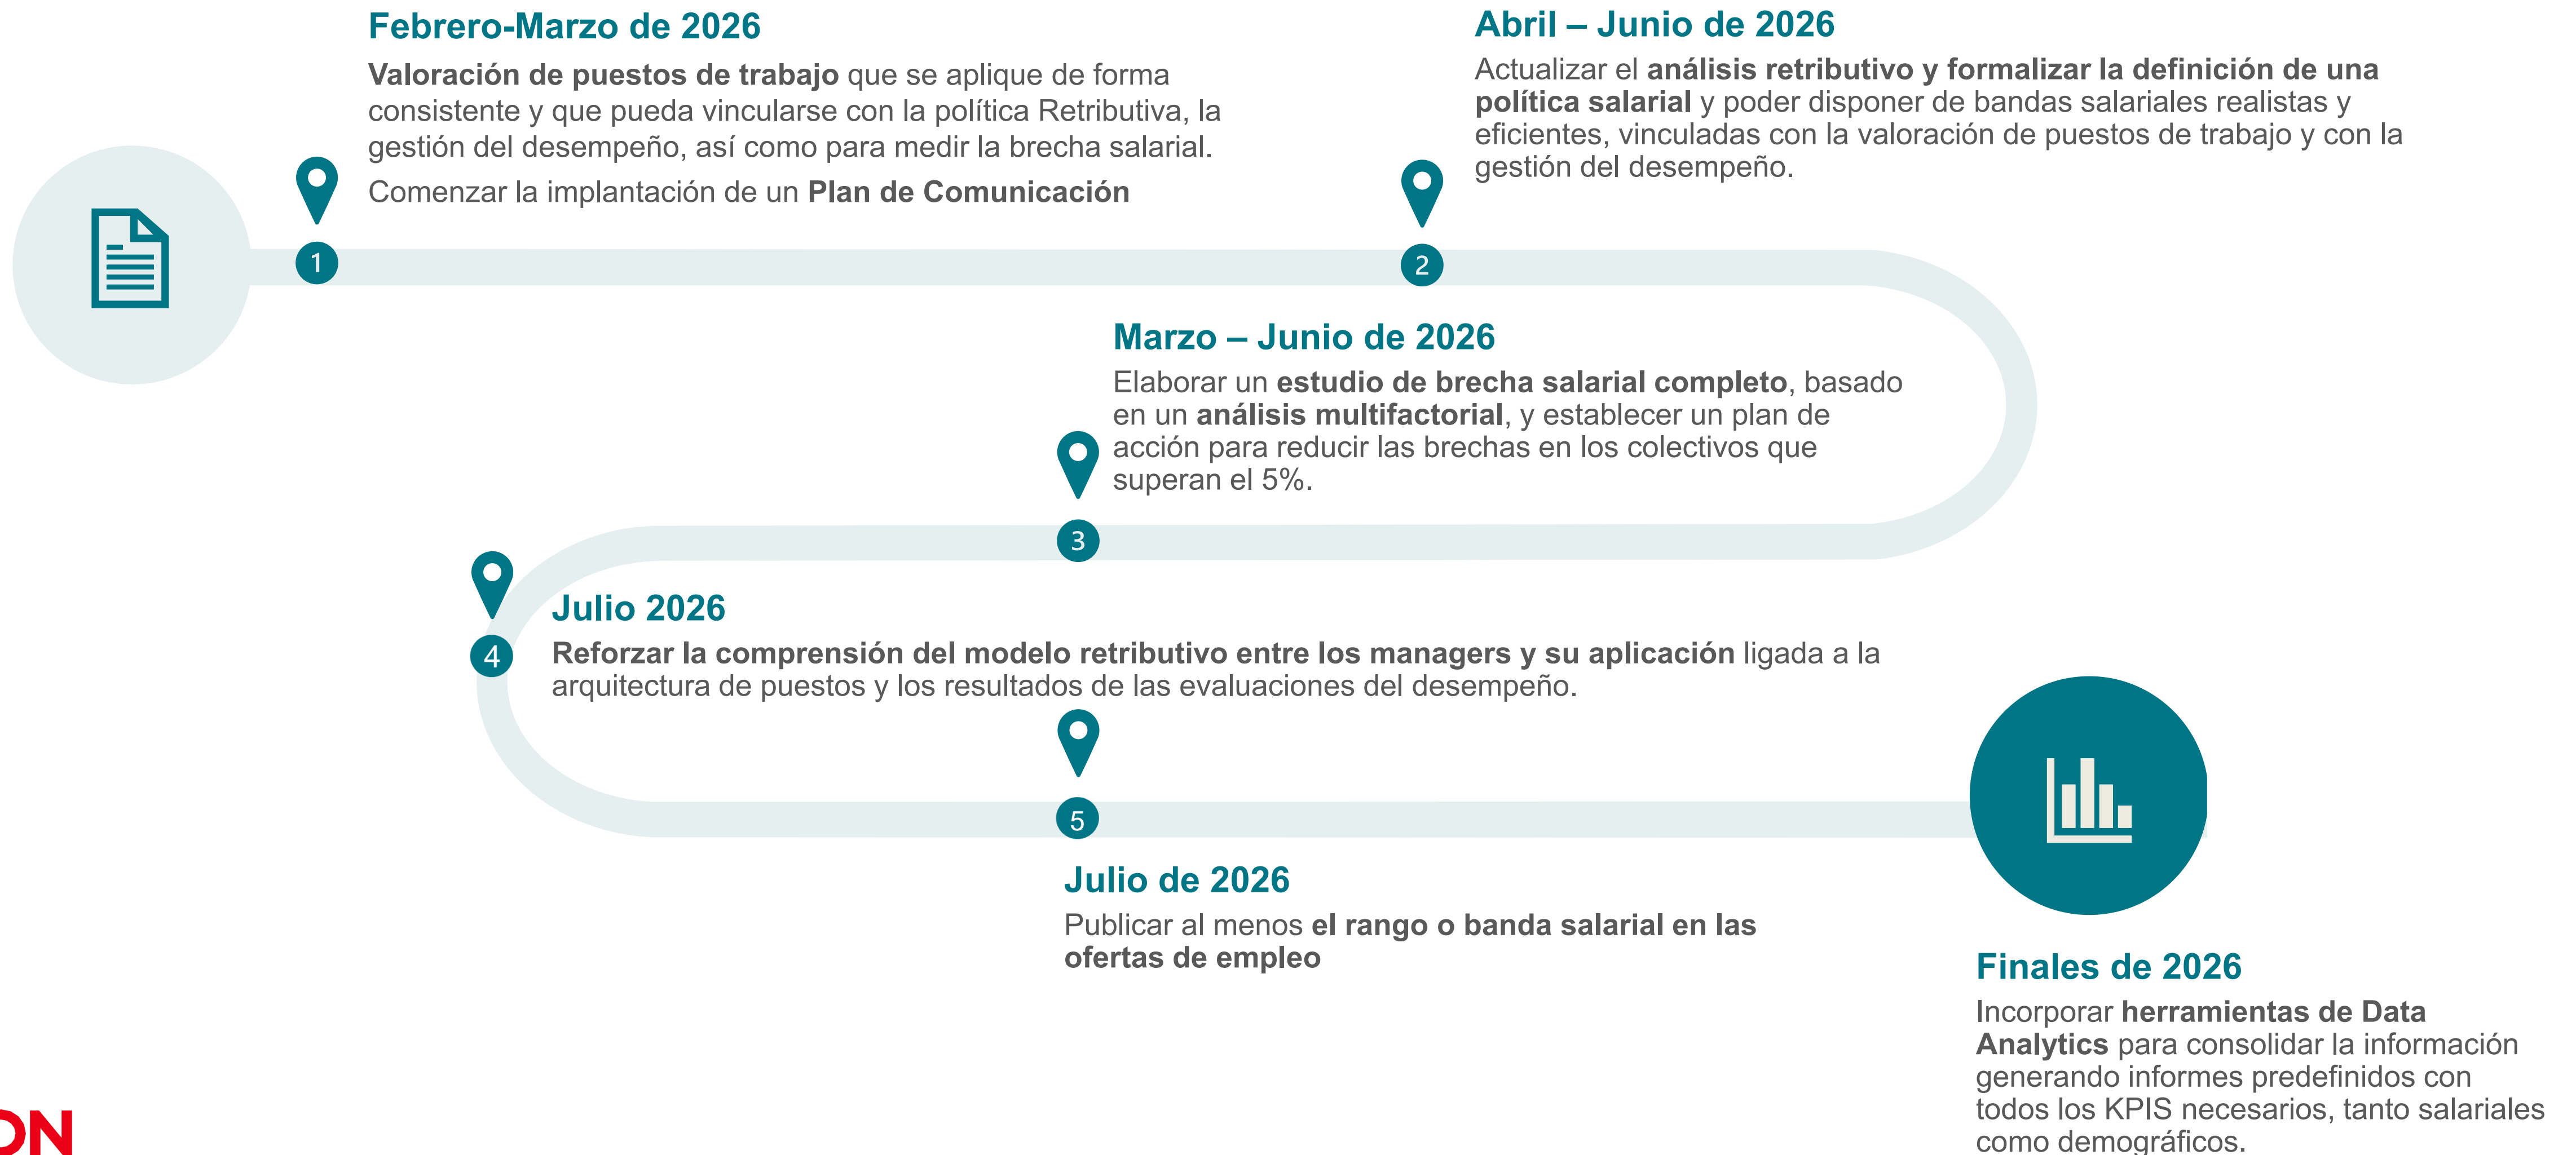 Febrero-Marzo de 2026
Valoración de puestos de trabajo que se aplique de forma
consistente y que pueda vincularse con la política Retributiva, la
gestión del desempeño, así como para medir la brecha salarial.
Comenzar la implantación de un Plan de Comunicación
1
Abril – Junio de 2026
Actualizar el análisis retributivo y formalizar la definición de una
política salarial y poder disponer de bandas salariales realistas y
eficientes, vinculadas con la valoración de puestos de trabajo y con la
gestión del desempeño.
2
Marzo – Junio de 2026
Elaborar un estudio de brecha salarial completo, basado
en un análisis multifactorial, y establecer un plan de
acción para reducir las brechas en los colectivos que
superan el 5%.
3
Julio 2026
4
Reforzar la comprensión del modelo retributivo entre los managers y su aplicación ligada a la
arquitectura de puestos y los resultados de las evaluaciones del desempeño.
5
Julio de 2026
Publicar al menos el rango o banda salarial en las
ofertas de empleo
Finales de 2026
Incorporar herramientas de Data
Analytics para consolidar la información
generando informes predefinidos con
todos los KPIS necesarios, tanto salariales
como demográficos.